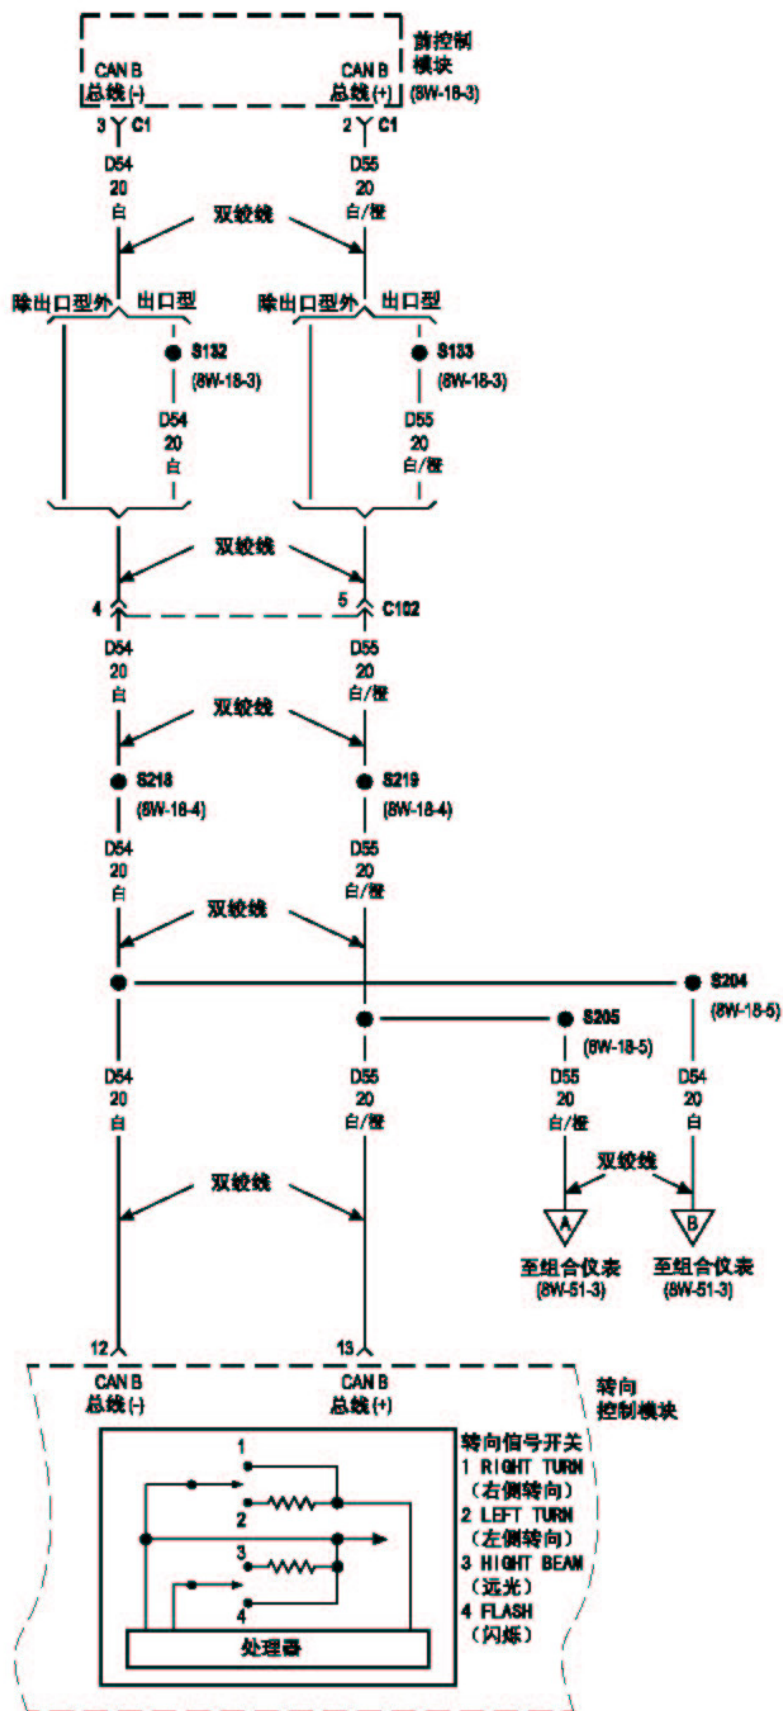 前控制
模块
(8W-18-3)
CAN B
总线(-)
CAN B
总线(+)
3 C1
2 C1
D54
20
白
D55
20
白/橙
双绞线
除出口型外
出口型
除出口型外
出口型
S132
(8W-18-3)
S133
(8W-18-3)
D54
20
白
D55
20
白/橙
双绞线
4
5
C102
D54
20
白
D55
20
白/橙
双绞线
S218
(8W-18-4)
S219
(8W-18-4)
D54
20
白
D55
20
白/橙
双绞线
S204
(8W-18-5)
S205
(8W-18-5)
D54
20
白
D55
20
白/橙
D55
20
白/橙
D54
20
白
双绞线
双绞线
A
B
至组合仪表
(8W-51-3)
至组合仪表
(8W-51-3)
12
13
CAN B
总线(-)
CAN B
总线(+)
转向
控制模块
转向信号开关
1 RIGHT TURN
(右侧转向)
2 LEFT TURN
(左侧转向)
3 HIGHT BEAM
(远光)
4 FLASH
(闪烁)
1
2
3
4
处理器